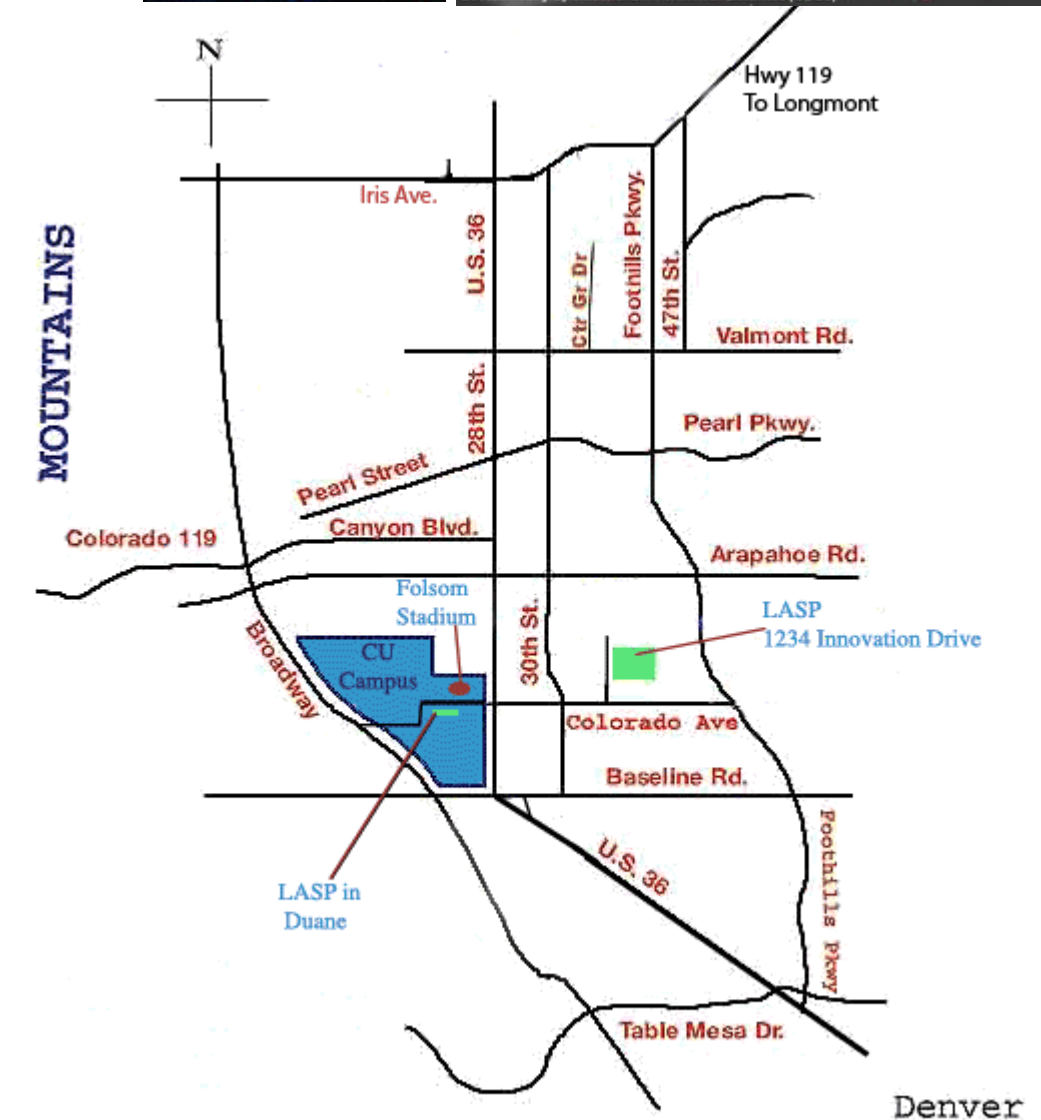 N
Hwy 119
To Longmont
Iris Ave.
U.S. 36
Foothills Pkwy.
Ctr Gr Dr
47th St.
MOUNTAINS
Valmont Rd.
28th St.
Pearl Pkwy.
Pearl Street
Canyon Blvd.
Colorado 119
Arapahoe Rd.
Folsom
Stadium
30th St.
LASP
1234 Innovation Drive
Broadway
CU
Campus
Colorado Ave
Baseline Rd.
U.S. 36
Foothills Pkwy
LASP in
Duane
Table Mesa Dr.
Denver